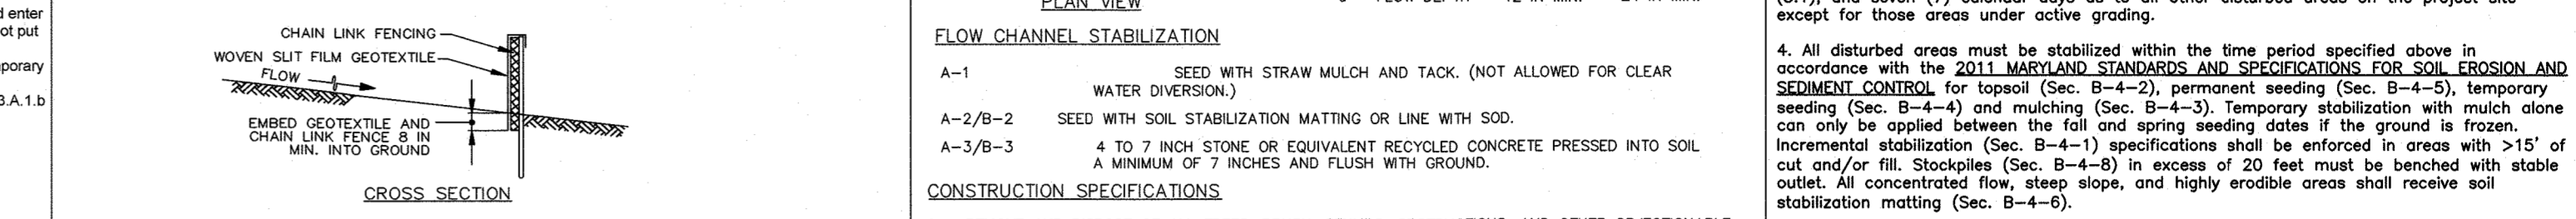 d enter
ot put
porary
3.A.1.b
CHAIN LINK FENCING
WOVEN SLIT FILM GEOTEXTILE
FLOW
EMBED GEOTEXTILE AND
CHAIN LINK FENCE 8 IN
MIN. INTO GROUND
CROSS SECTION
PLAN VIEW
FLOW CHANNEL STABILIZATION
A-1 SEED WITH STRAW MULCH AND TACK. (NOT ALLOWED FOR CLEAR
WATER DIVERSION.)
A-2/B-2 SEED WITH SOIL STABILIZATION MATTING OR LINE WITH SOD.
A-3/B-3 4 TO 7 INCH STONE OR EQUIVALENT RECYCLED CONCRETE PRESSED INTO SOIL
A MINIMUM OF 7 INCHES AND FLUSH WITH GROUND.
CONSTRUCTION SPECIFICATIONS
except for those areas under active grading.
4. All disturbed areas must be stabilized within the time period specified above in
accordance with the 2011 MARYLAND STANDARDS AND SPECIFICATIONS FOR SOIL EROSION AND
SEDIMENT CONTROL for topsoil (Sec. B-4-2), permanent seeding (Sec. B-4-5), temporary
seeding (Sec. B-4-4) and mulching (Sec. B-4-3). Temporary stabilization with mulch alone
can only be applied between the fall and spring seeding dates if the ground is frozen.
Incremental stabilization (Sec. B-4-1) specifications shall be enforced in areas with >15' of
cut and/or fill. Stockpiles (Sec. B-4-8) in excess of 20 feet must be benched with stable
outlet. All concentrated flow, steep slope, and highly erodible areas shall receive soil
stabilization matting (Sec. B-4-6).